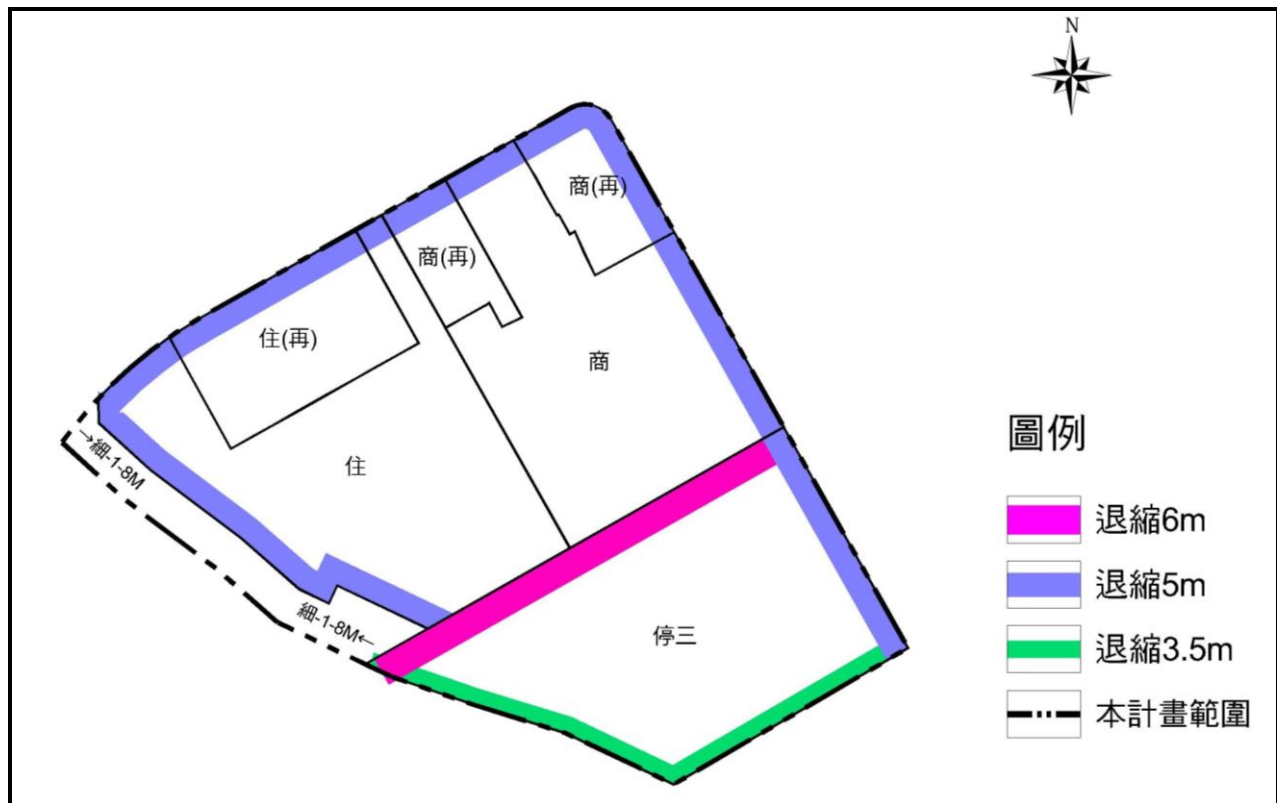 N
商(再)
商(再)
住(再)
商
住
→細-1-8M
細-1-8M←
停三
圖例
退縮6m
退縮5m
退縮3.5m
本計畫範圍